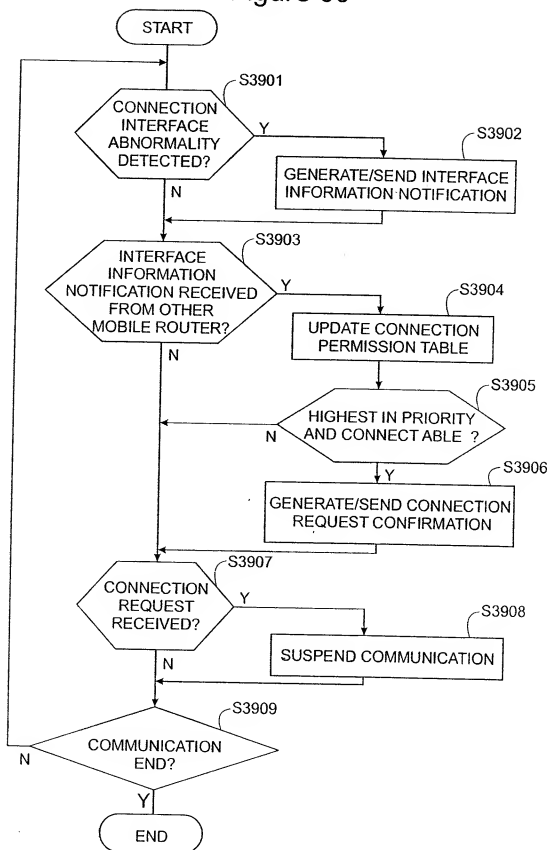 START
S3901
CONNECTION
INTERFACE
ABNORMALITY
DETECTED?
Y
N
S3902
GENERATE/SEND INTERFACE
INFORMATION NOTIFICATION
S3903
INTERFACE
INFORMATION
NOTIFICATION RECEIVED
FROM OTHER
MOBILE ROUTER?
Y
N
S3904
UPDATE CONNECTION
PERMISSION TABLE
S3905
HIGHEST IN PRIORITY
AND CONNECT ABLE ?
N
Y
S3906
GENERATE/SEND CONNECTION
REQUEST CONFIRMATION
S3907
CONNECTION
REQUEST
RECEIVED?
Y
N
S3908
SUSPEND COMMUNICATION
S3909
COMMUNICATION
END?
N
Y
END